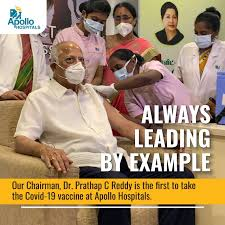 Apollo
HOSPITALS
ALWAYS
LEADING
BY EXAMPLE
Our Chairman, Dr. Prathap C Reddy is the first to take
the Covid-19 vaccine at Apollo Hospitals.